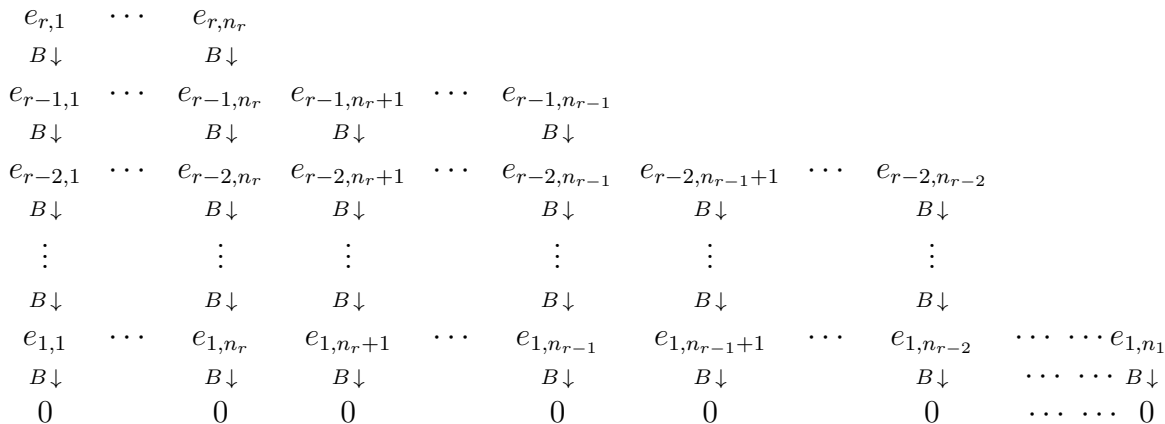 e_{r,1} ⋯ e_{r,n_r}
B↓ B↓
e_{r−1,1} ⋯ e_{r−1,n_r} e_{r−1,n_r+1} ⋯ e_{r−1,n_{r−1}}
B↓ B↓ B↓ B↓
e_{r−2,1} ⋯ e_{r−2,n_r} e_{r−2,n_r+1} ⋯ e_{r−2,n_{r−1}} e_{r−2,n_{r−1}+1} ⋯ e_{r−2,n_{r−2}}
B↓ B↓ B↓ B↓ B↓ B↓
⋮ ⋮ ⋮ ⋮ ⋮ ⋮
B↓ B↓ B↓ B↓ B↓ B↓
e_{1,1} ⋯ e_{1,n_r} e_{1,n_r+1} ⋯ e_{1,n_{r−1}} e_{1,n_{r−1}+1} ⋯ e_{1,n_{r−2}} ⋯ ⋯ e_{1,n_1}
B↓ B↓ B↓ B↓ B↓ B↓ ⋯ ⋯ B↓
0 0 0 0 0 0 ⋯ ⋯ 0